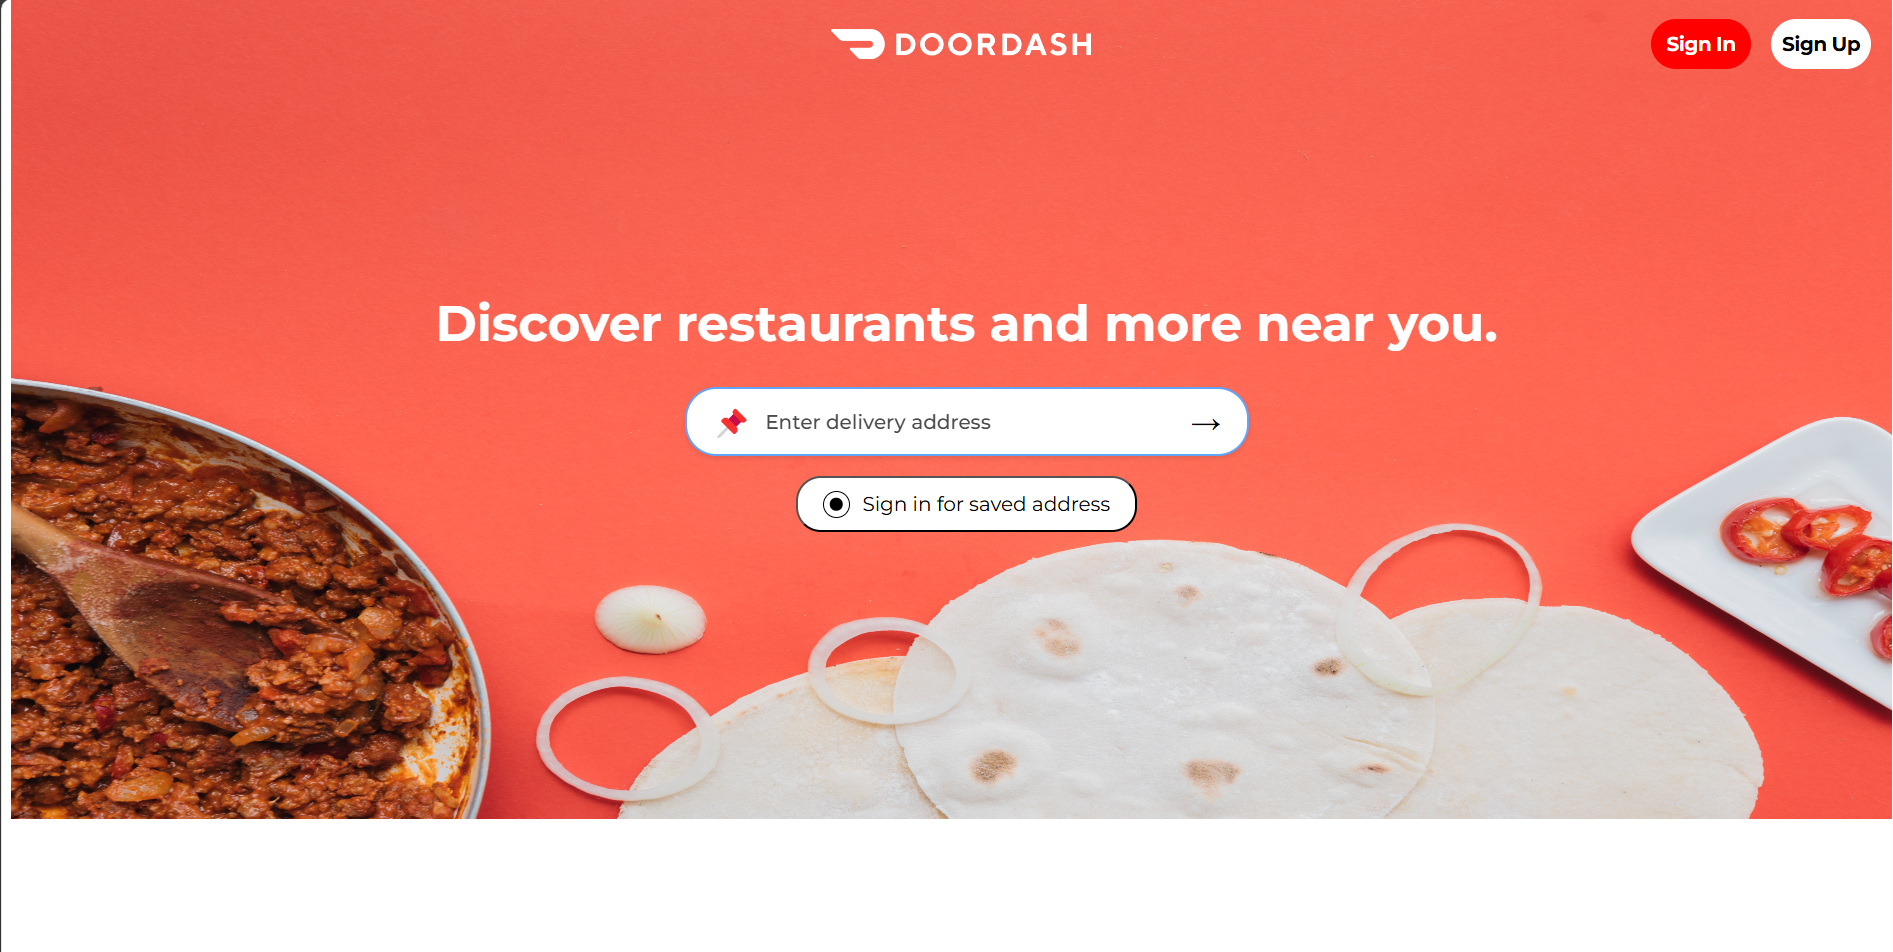 DOORDASH
Sign In
Sign Up
Discover restaurants and more near you.
Enter delivery address
Sign in for saved address